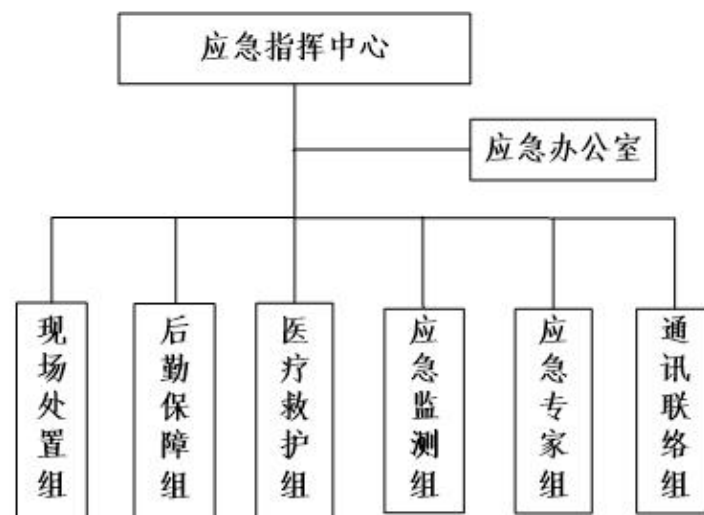 应急指挥中心
应急办公室
现场处置组
后勤保障组
医疗救护组
应急监测组
应急专家组
通讯联络组